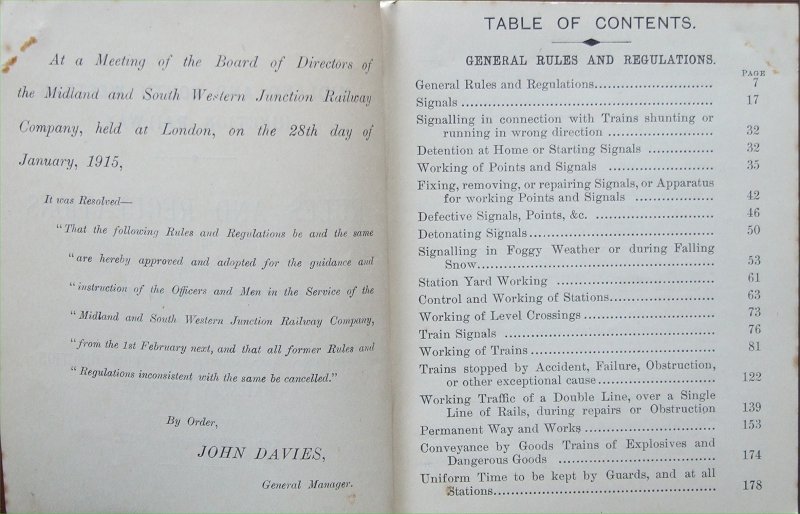 At a Meeting of the Board of Directors of
the Midland and South Western Junction Railway
Company, held at London, on the 28th day of
January, 1915,
It was Resolved—
"That the following Rules and Regulations be and the same
"are hereby approved and adopted for the guidance and
"instruction of the Officers and Men in the Service of the
"Midland and South Western Junction Railway Company,
"from the 1st February next, and that all former Rules and
"Regulations inconsistent with the same be cancelled."
By Order,
JOHN DAVIES,
General Manager.
TABLE OF CONTENTS.
GENERAL RULES AND REGULATIONS.
PAGE
General Rules and Regulations........................... 7
Signals ........................................................... 17
Signalling in connection with Trains shunting or
running in wrong direction ........................ 32
Detention at Home or Starting Signals ............... 32
Working of Points and Signals ........................ 35
Fixing, removing, or repairing Signals, or Apparatus
for working Points and Signals .................. 42
Defective Signals, Points, &c. ........................... 46
Detonating Signals.......................................... 50
Signalling in Foggy Weather or during Falling
Snow...................................................... 53
Station Yard Working .................................... 61
Control and Working of Stations........................ 63
Working of Level Crossings .............................. 73
Train Signals ................................................ 76
Working of Trains .......................................... 81
Trains stopped by Accident, Failure, Obstruction,
or other exceptional cause........................... 122
Working Traffic of a Double Line, over a Single
Line of Rails, during repairs or Obstruction 139
Permanent Way and Works .............................. 153
Conveyance by Goods Trains of Explosives and
Dangerous Goods .................................... 174
Uniform Time to be kept by Guards, and at all
Stations................................................... 178